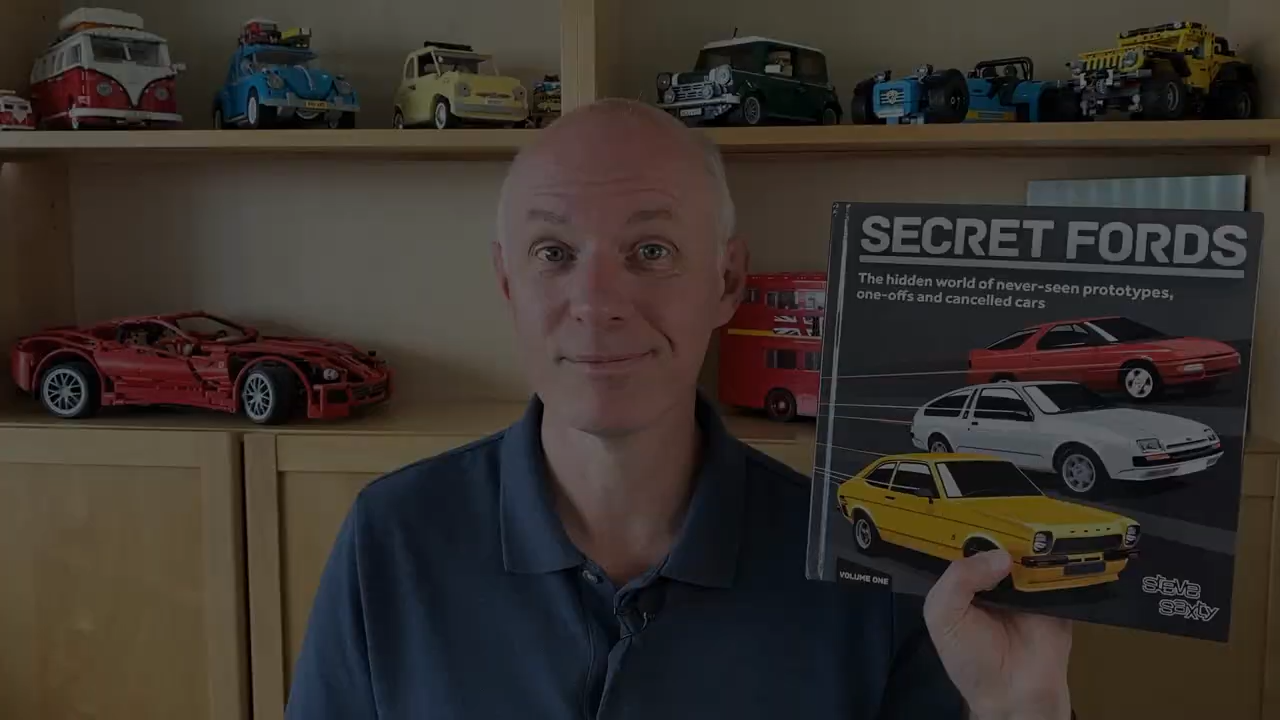 SECRET FORDS
The hidden world of never-seen prototypes,
one-offs and cancelled cars
VOLUME ONE
steve
saxty